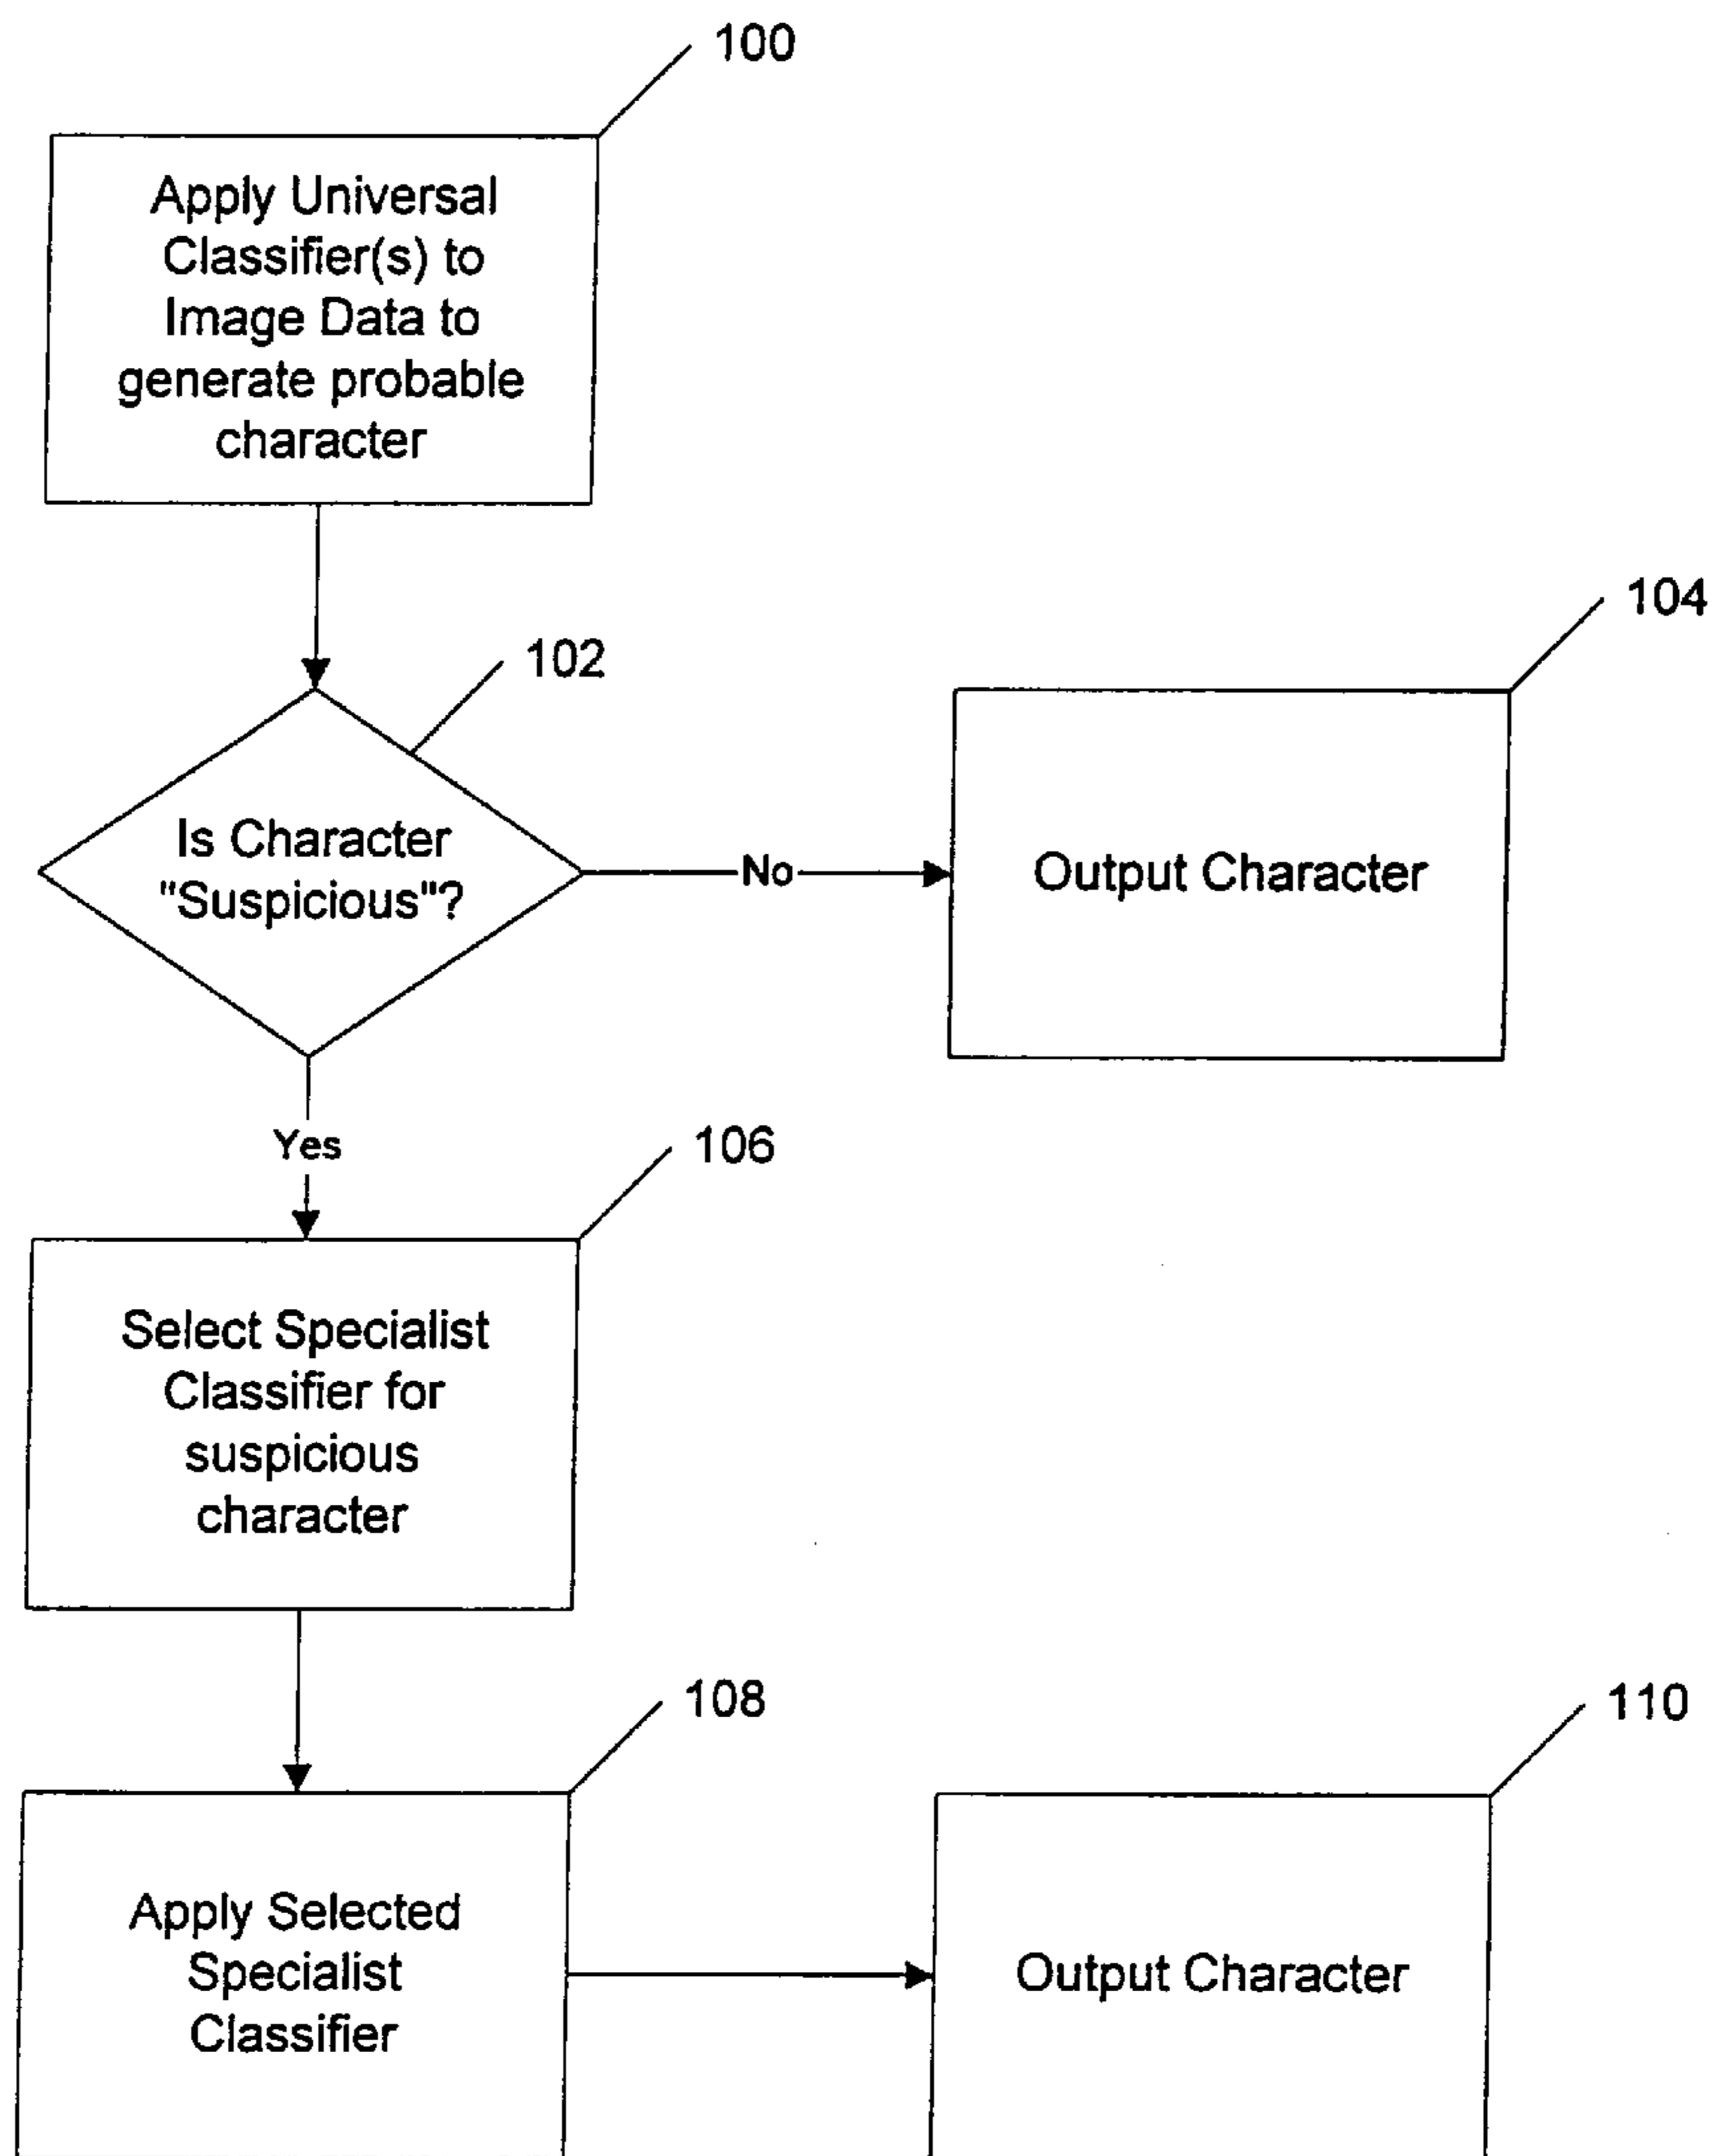 100
Apply Universal
Classifier(s) to
Image Data to
generate probable
character
104
102
Is Character
"Suspicious"?
No
Output Character
Yes
106
Select Specialist
Classifier for
suspicious
character
108
110
Apply Selected
Specialist
Classifier
Output Character